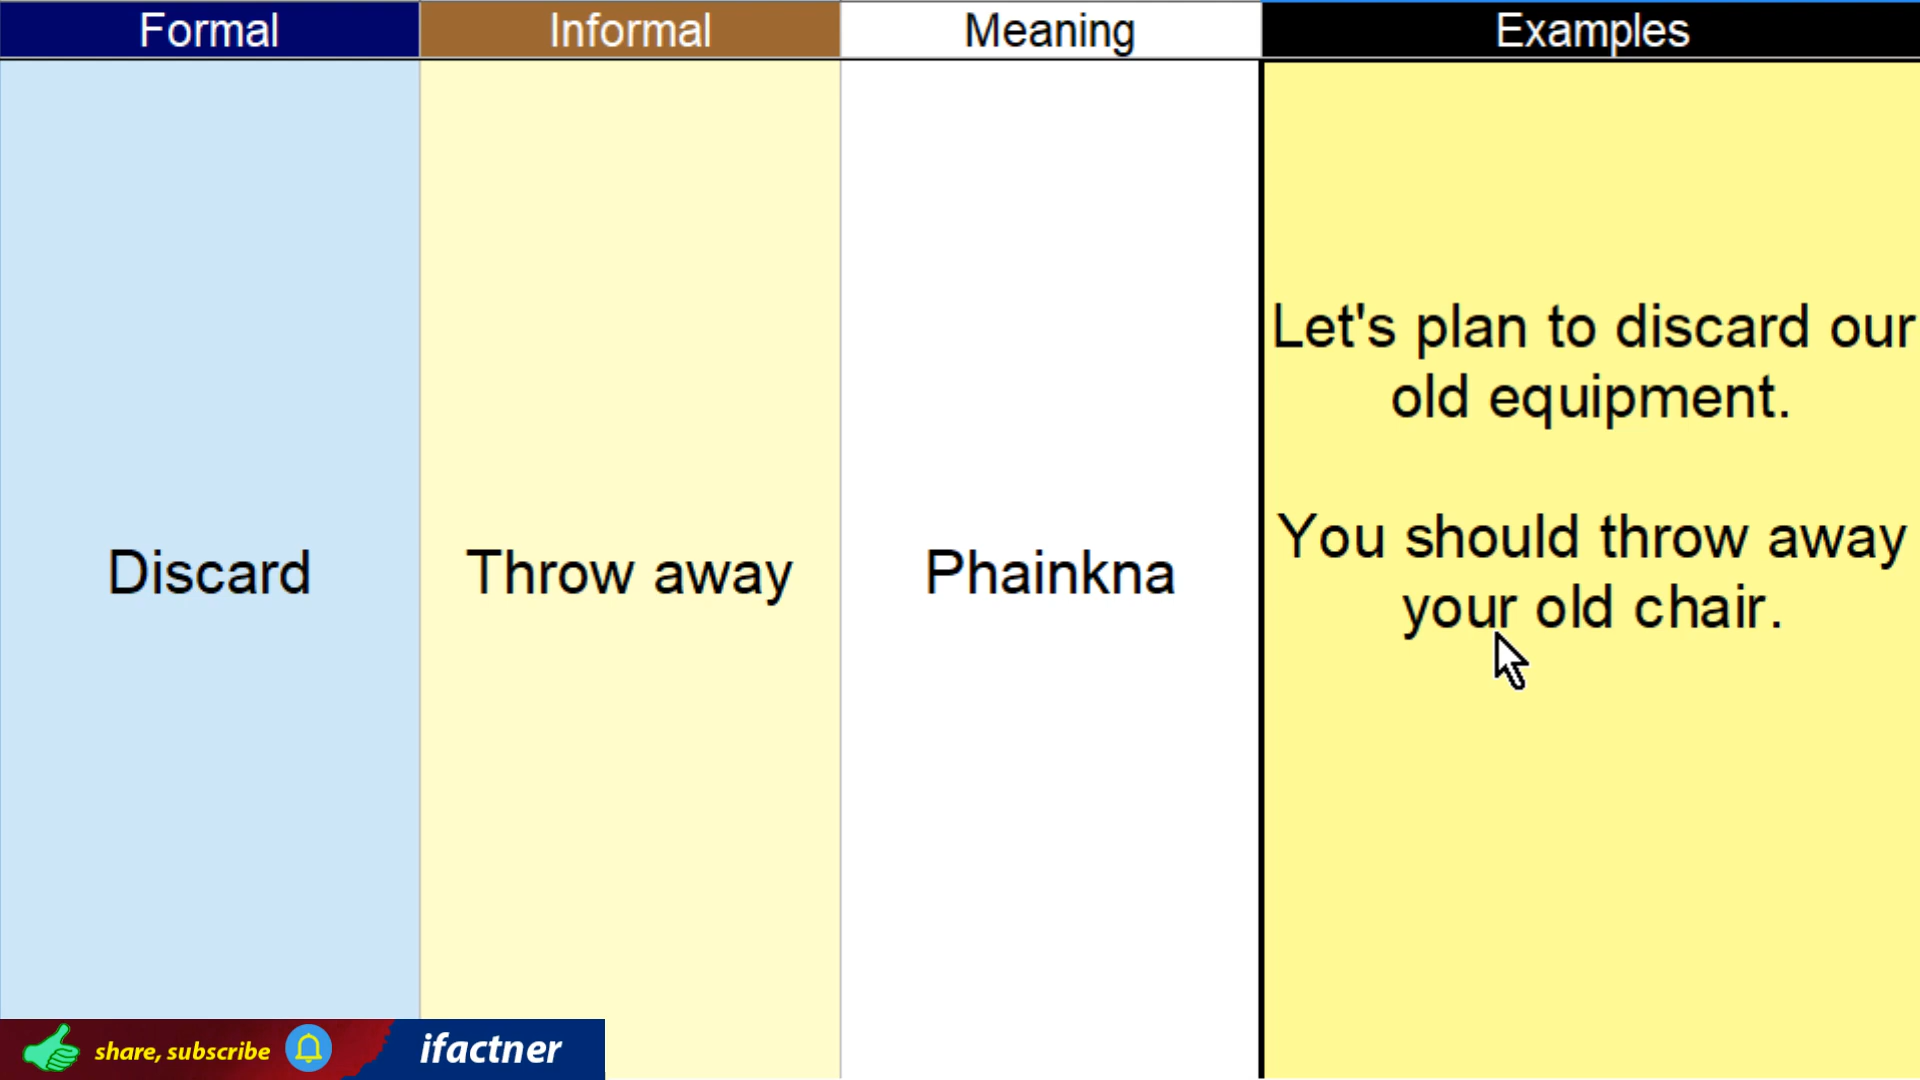 Formal Informal Meaning Examples
Discard Throw away Phainkna
Let's plan to discard our
old equipment.
You should throw away
your old chair.
share, subscribe ifactner